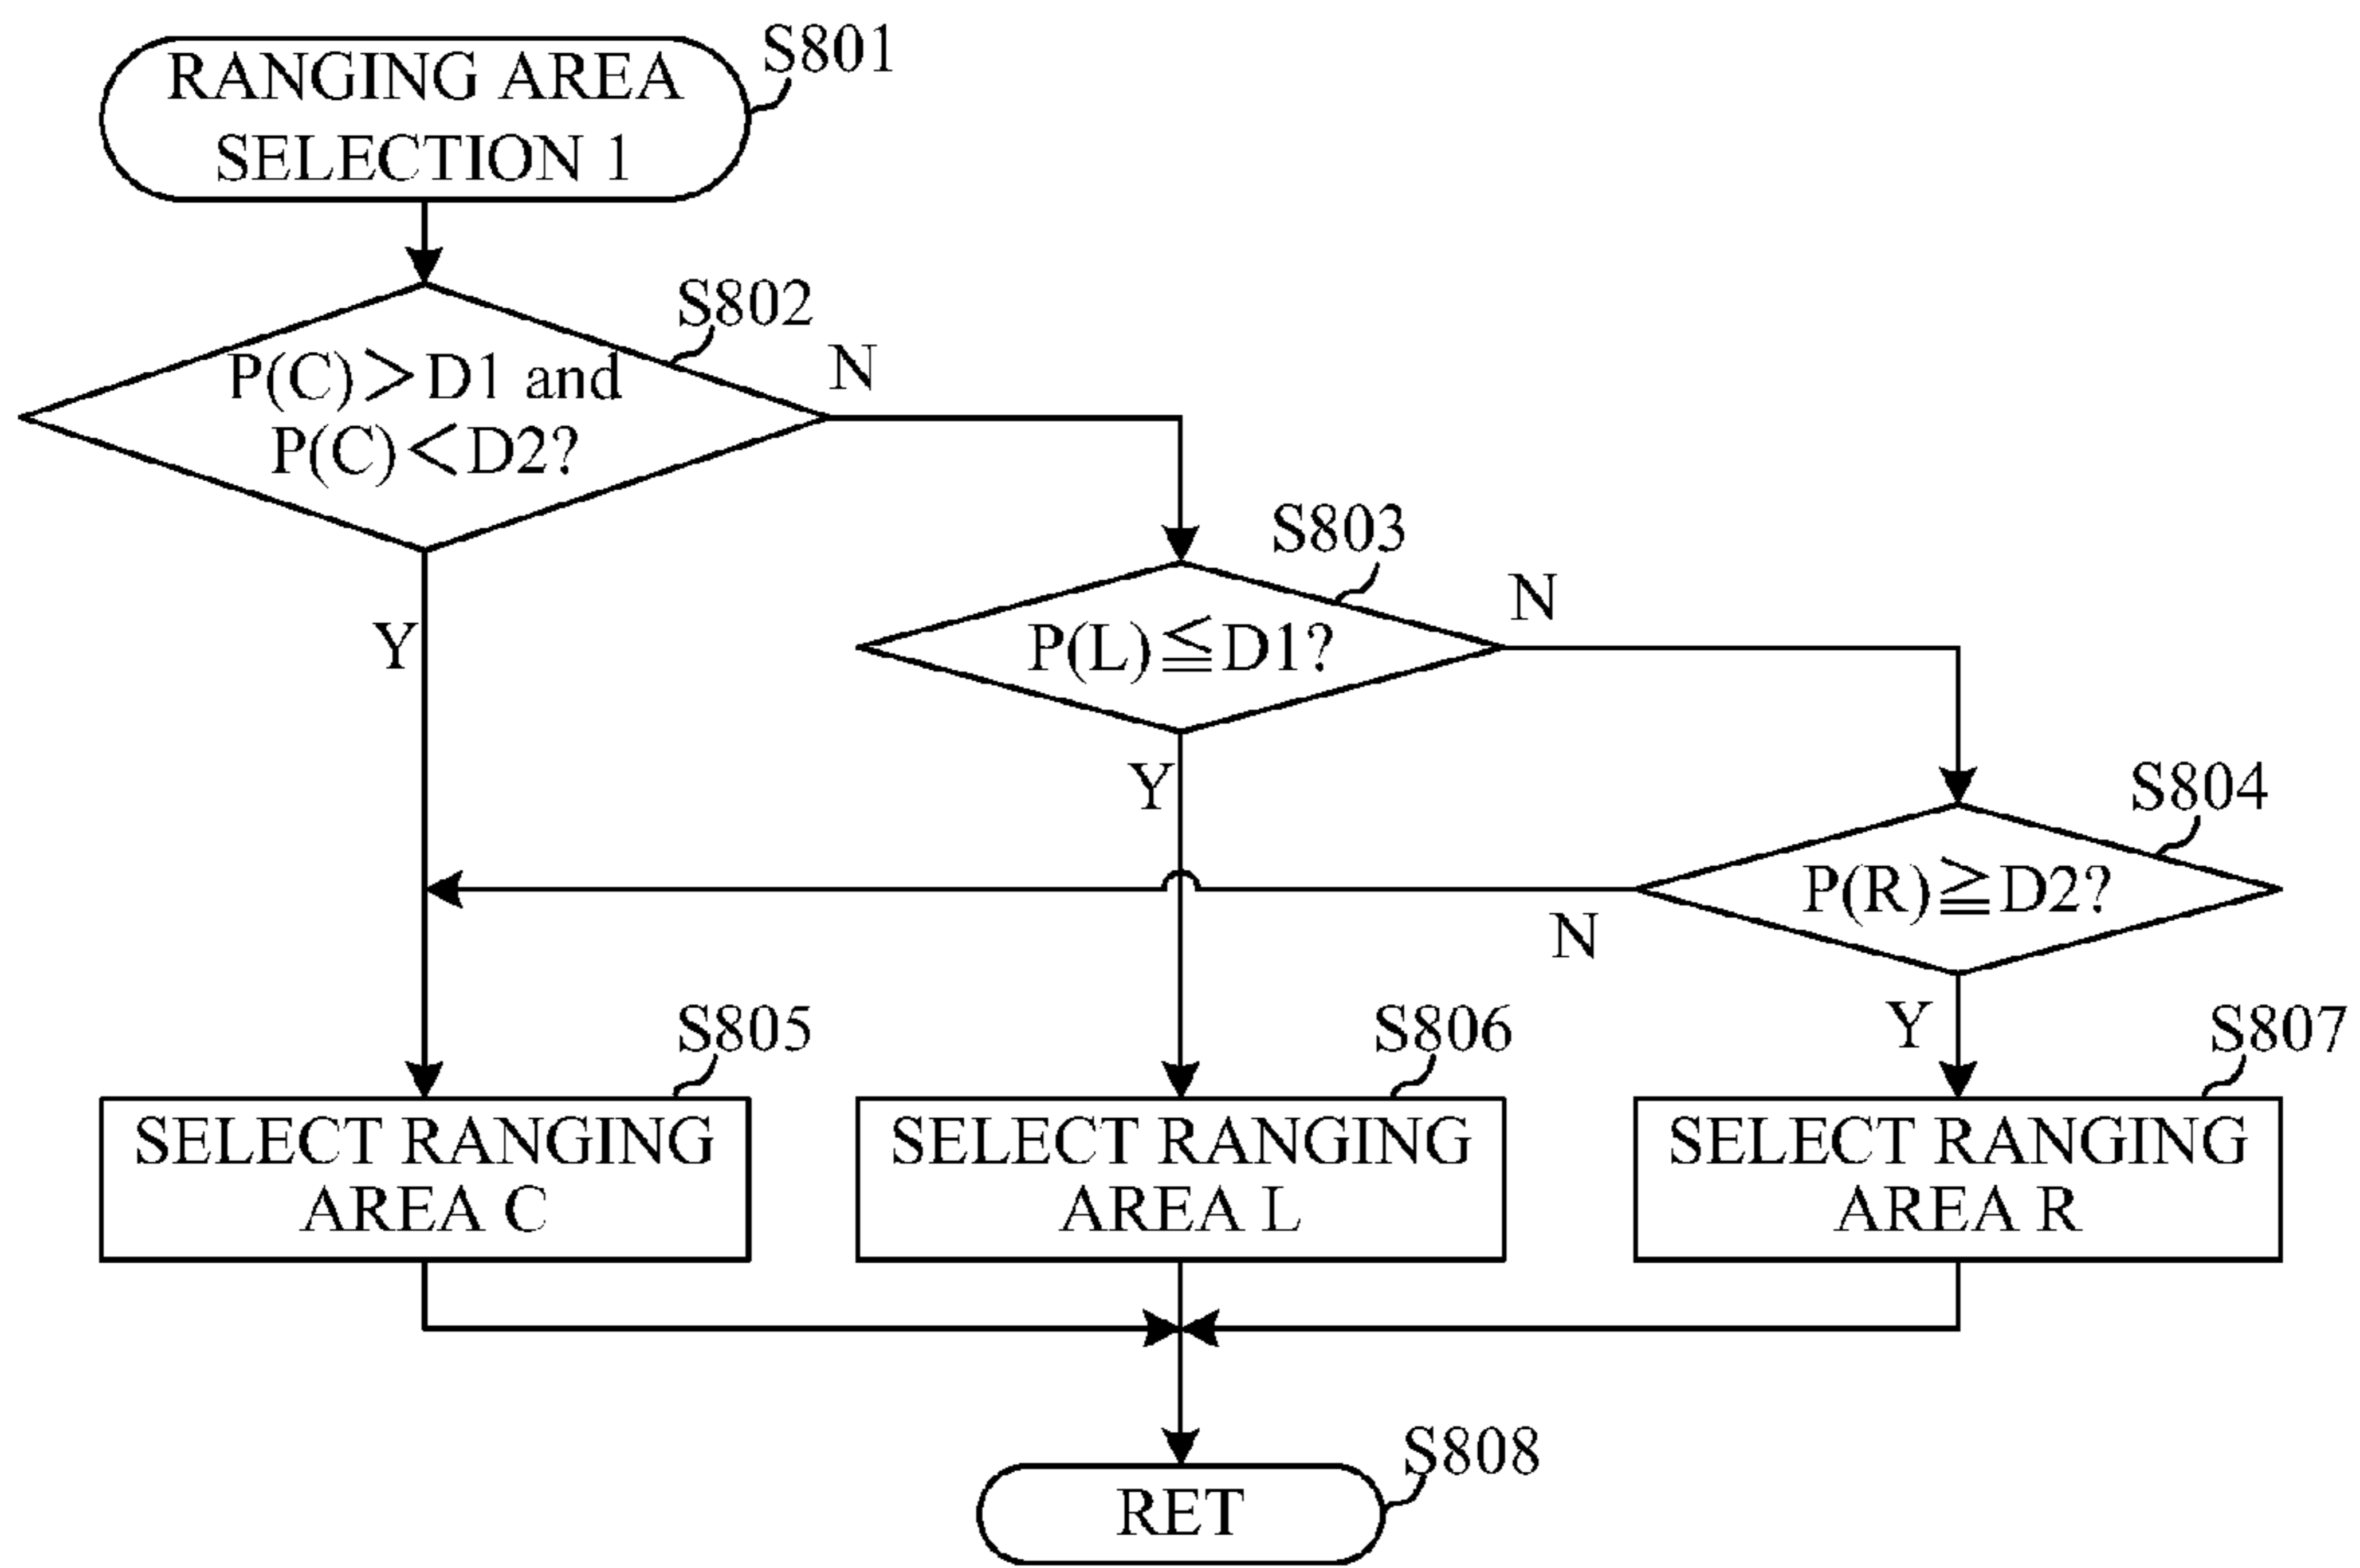 S801
RANGING AREA
SELECTION 1
S802
P(C)>D1 and
P(C)<D2?
N
Y
S803
P(L)≦D1?
N
Y
S804
P(R)≧D2?
N
Y
S805
SELECT RANGING
AREA C
S806
SELECT RANGING
AREA L
S807
SELECT RANGING
AREA R
S808
RET